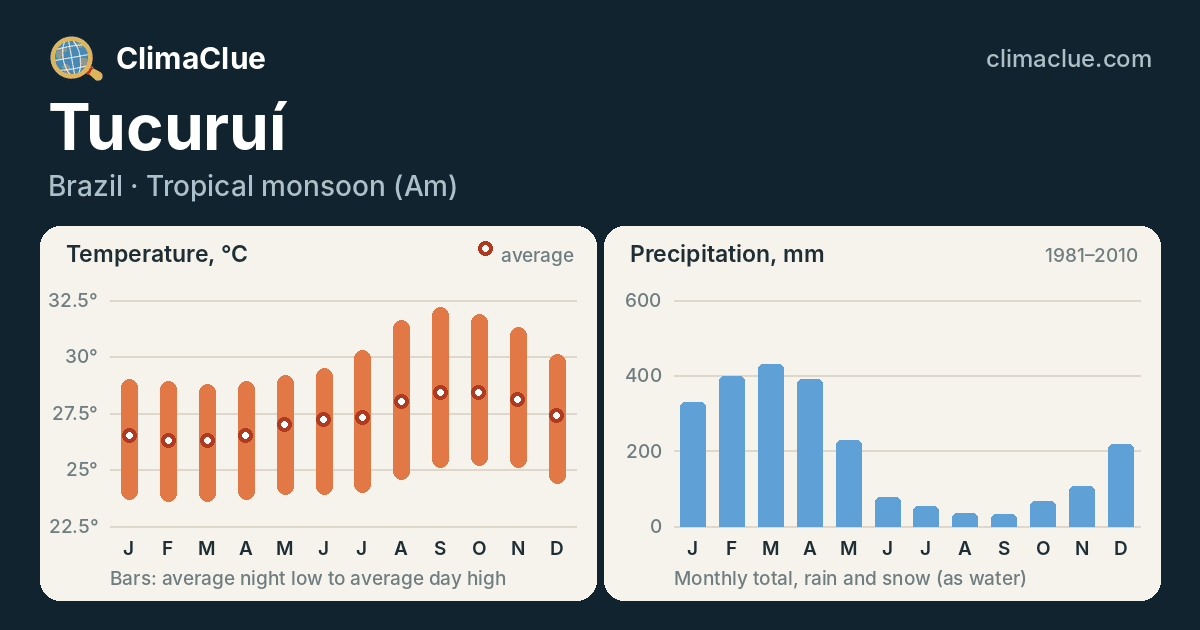 ClimaClue
climaclue.com
Tucuruí
Brazil · Tropical monsoon (Am)
Temperature, °C
average
32.5°
30°
27.5°
25°
22.5°
J F M A M J J A S O N D
Bars: average night low to average day high
Precipitation, mm
1981–2010
600
400
200
0
J F M A M J J A S O N D
Monthly total, rain and snow (as water)